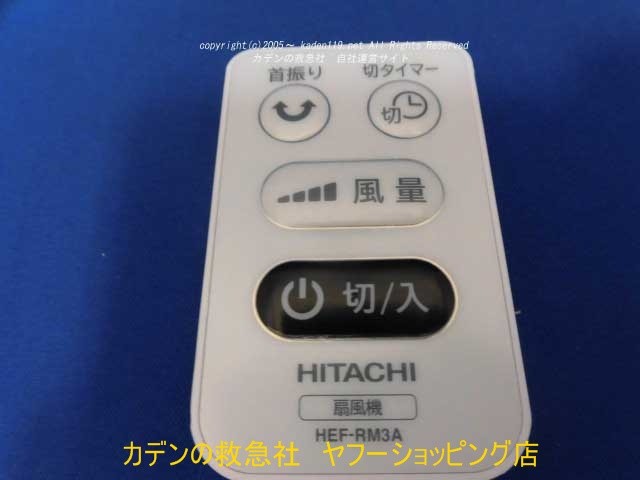 copyright(c)2005～ kaden119.net All Rights Reserved
カデンの救急社　自社運営サイト
首振り 切タイマー
切
風量
切/入
HITACHI
扇風機
HEF-RM3A
カデンの救急社　ヤフーショッピング店